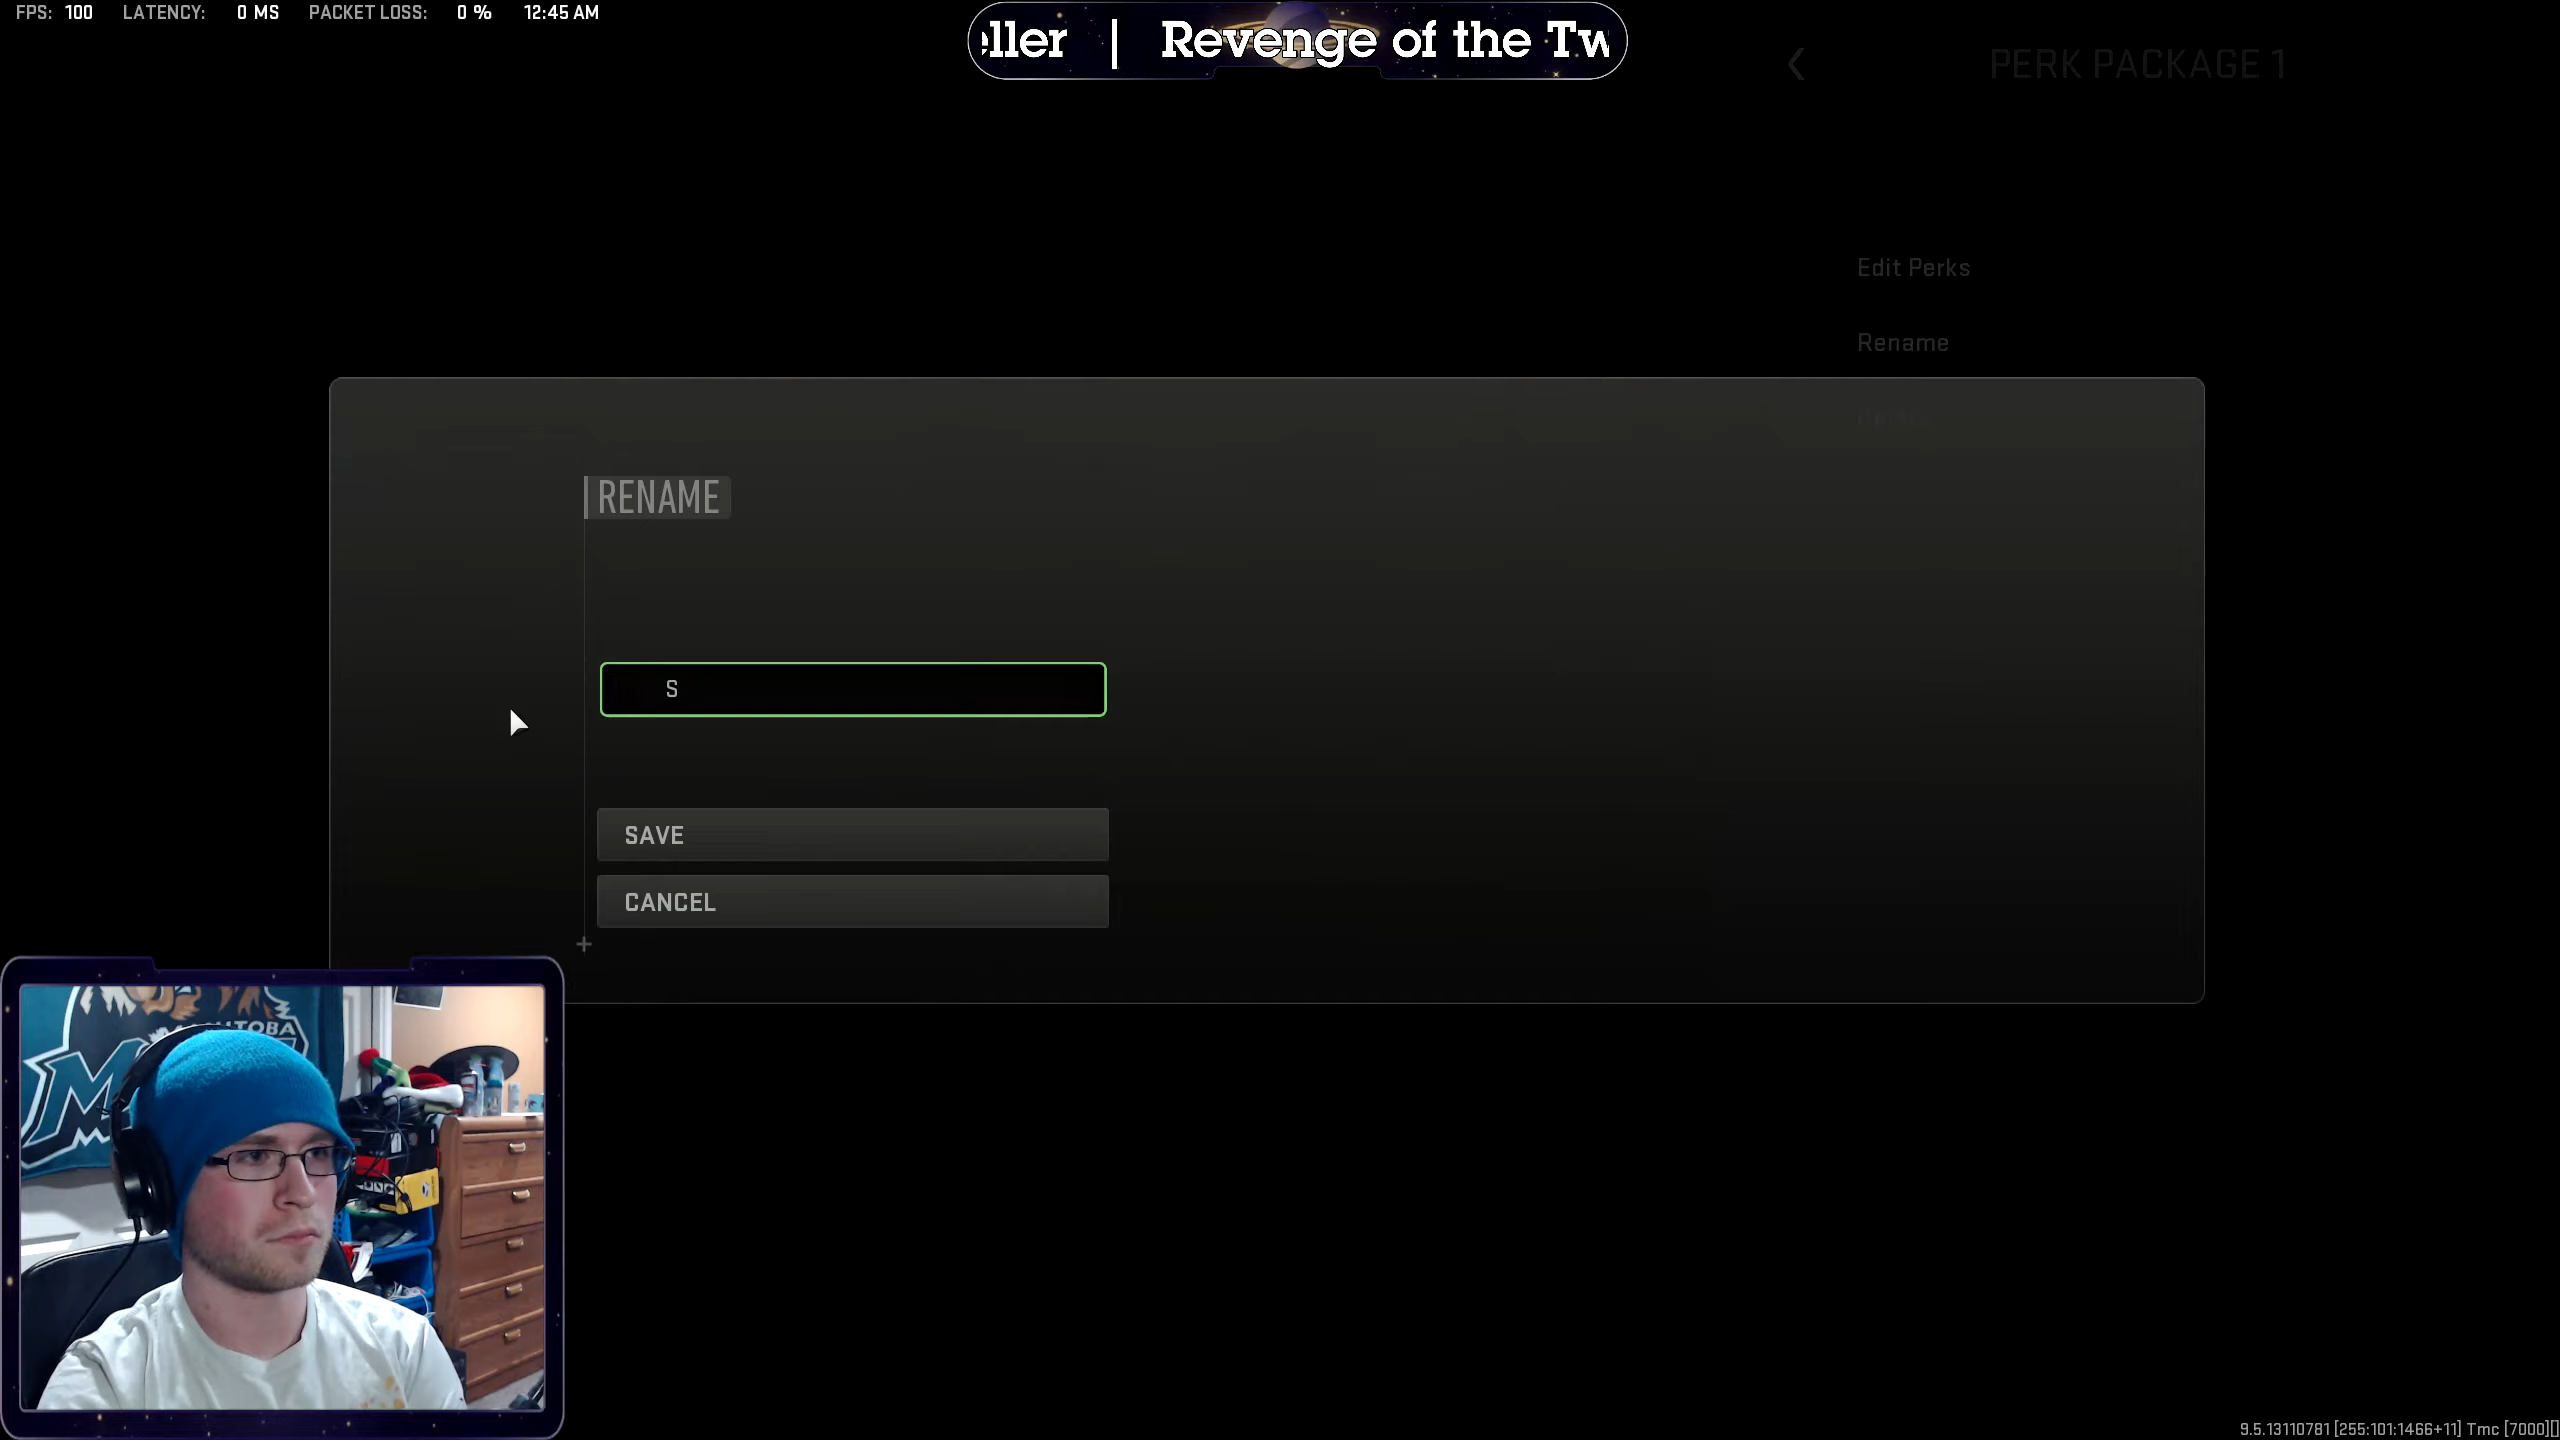 FPS: 100 LATENCY: 0 MS PACKET LOSS: 0 % 12:45 AM
ller | Revenge of the Tw
PERK PACKAGE 1
Edit Perks
Rename
RENAME
S
SAVE
CANCEL
MANITOBA
M
9.5.13110781 [255:101:1466+11] Tmc [7000][]